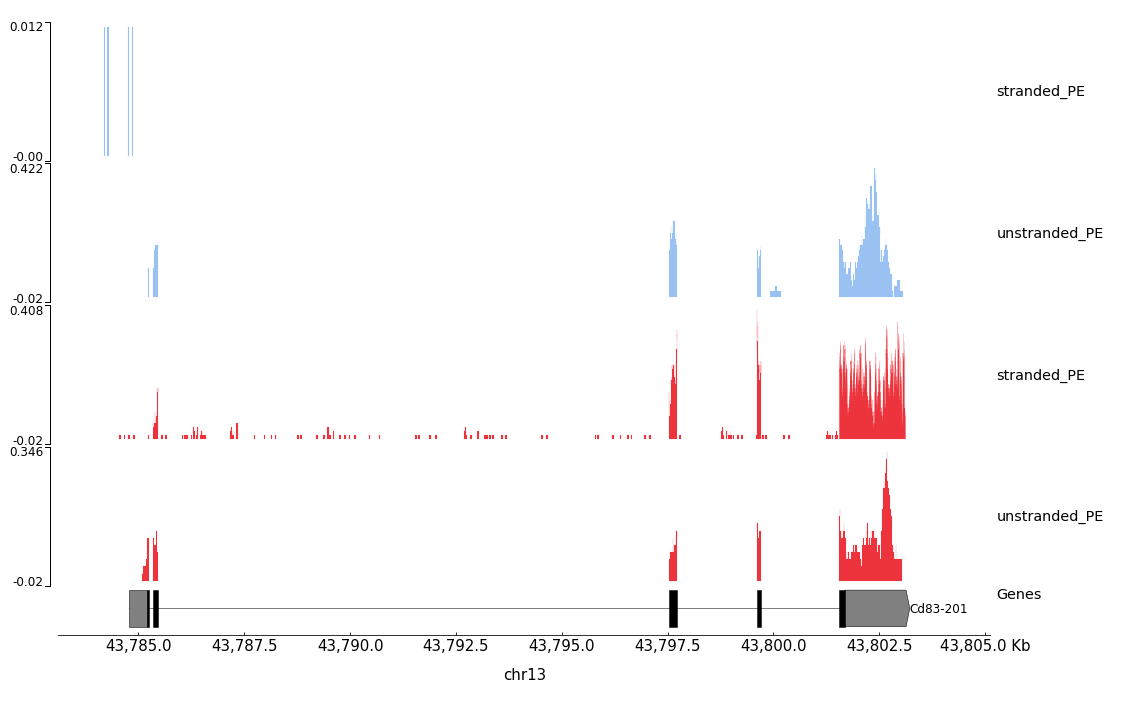 0.012
stranded_PE
-0.00
0.422
unstranded_PE
-0.02
0.408
stranded_PE
-0.02
0.346
unstranded_PE
-0.02
Genes
Cd83-201
43,785.0 43,787.5 43,790.0 43,792.5 43,795.0 43,797.5 43,800.0 43,802.5 43,805.0 Kb
chr13